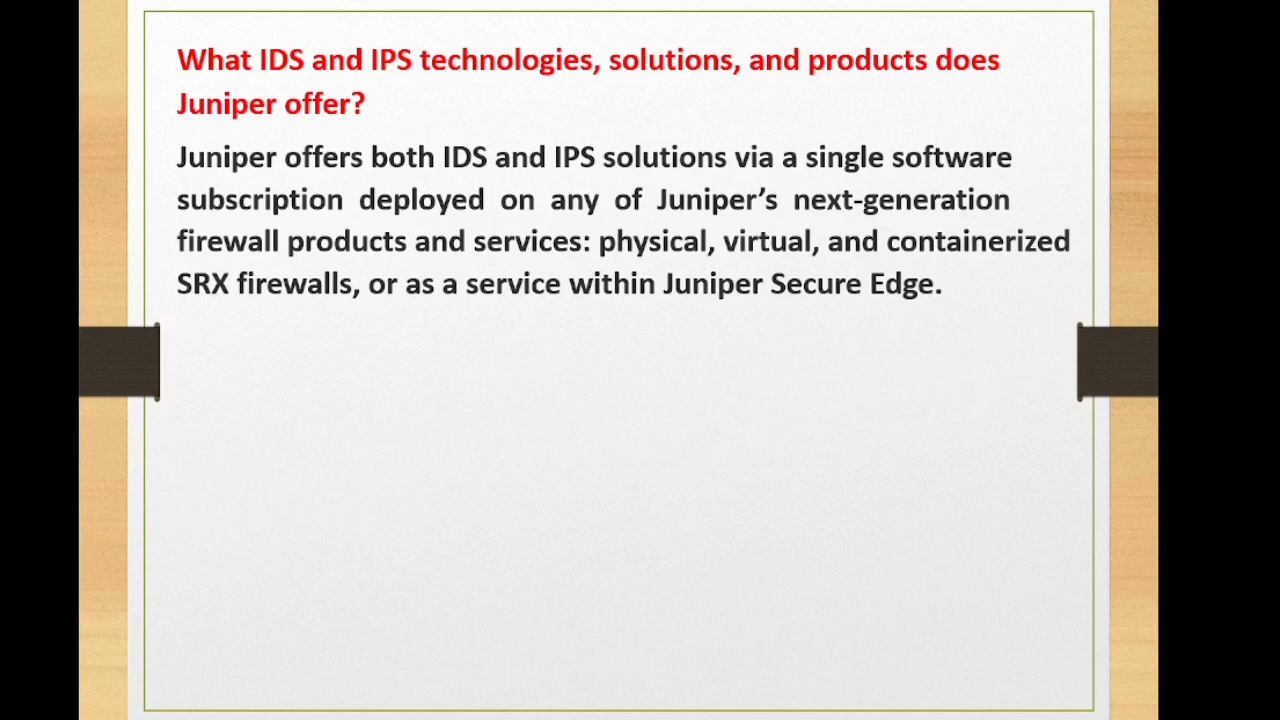 What IDS and IPS technologies, solutions, and products does
Juniper offer?
Juniper offers both IDS and IPS solutions via a single software
subscription deployed on any of Juniper’s next-generation
firewall products and services: physical, virtual, and containerized
SRX firewalls, or as a service within Juniper Secure Edge.